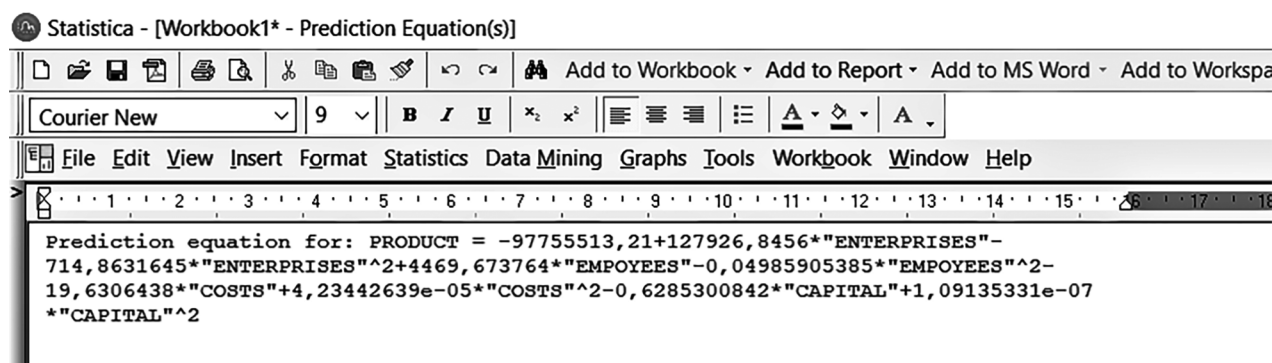 Statistica - [Workbook1* - Prediction Equation(s)]
Add to Workbook Add to Report Add to MS Word Add to Workspa
Courier New 9 B I U x₂ x² A A
File Edit View Insert Format Statistics Data Mining Graphs Tools Workbook Window Help
1 2 3 4 5 6 7 8 9 10 11 12 13 14 15 16 17 18
Prediction equation for: PRODUCT = -97755513,21+127926,8456*"ENTERPRISES"-
714,8631645*"ENTERPRISES"^2+4469,673764*"EMPOYEES"-0,04985905385*"EMPOYEES"^2-
19,6306438*"COSTS"+4,23442639e-05*"COSTS"^2-0,6285300842*"CAPITAL"+1,09135331e-07
*"CAPITAL"^2